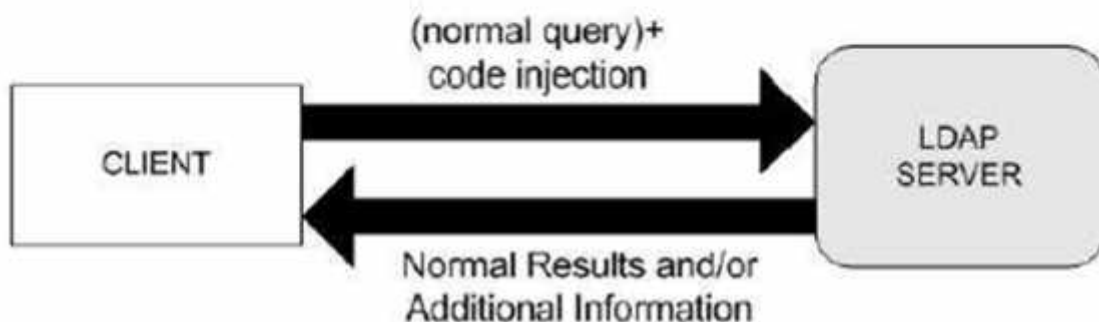 (normal query)+
code injection
CLIENT
LDAP
SERVER
Normal Results and/or
Additional Information